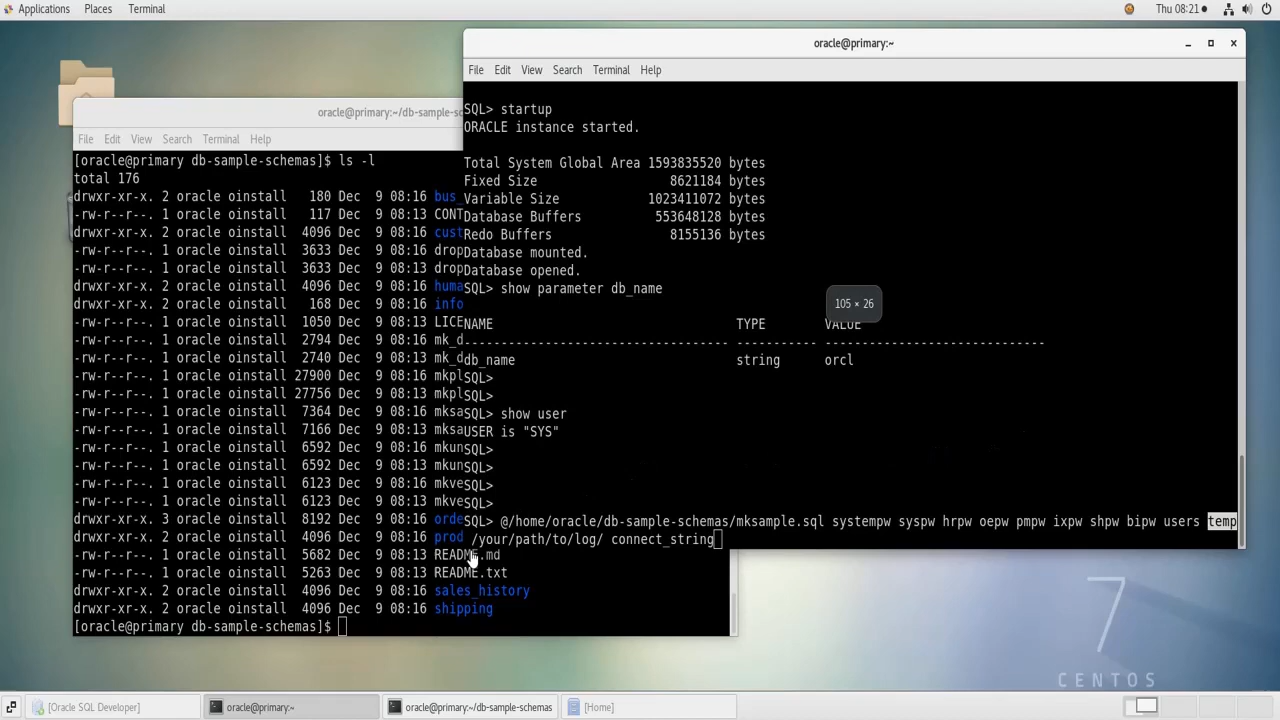 Applications Places Terminal Thu 08:21
oracle@primary:~
File Edit View Search Terminal Help
SQL> startup
ORACLE instance started.
Total System Global Area 1593835520 bytes
Fixed Size 8621184 bytes
Variable Size 1023411072 bytes
Database Buffers 553648128 bytes
Redo Buffers 8155136 bytes
Database mounted.
Database opened.
SQL> show parameter db_name
105 × 26
NAME TYPE VALUE
------------------------------------ ----------- ------------------------------
db_name string orcl
SQL>
SQL>
SQL> show user
USER is "SYS"
SQL>
SQL>
SQL>
SQL>
SQL> @/home/oracle/db-sample-schemas/mksample.sql systempw syspw hrpw oepw pmpw ixpw shpw bipw users temp
/your/path/to/log/ connect_string
oracle@primary:~/db-sample-sc
File Edit View Search Terminal Help
[oracle@primary db-sample-schemas]$ ls -l
total 176
drwxr-xr-x. 2 oracle oinstall 180 Dec 9 08:16 bus_
-rw-r--r--. 1 oracle oinstall 117 Dec 9 08:13 CONT
drwxr-xr-x. 2 oracle oinstall 4096 Dec 9 08:16 cust
-rw-r--r--. 1 oracle oinstall 3633 Dec 9 08:13 drop
-rw-r--r--. 1 oracle oinstall 3633 Dec 9 08:13 drop
drwxr-xr-x. 2 oracle oinstall 4096 Dec 9 08:16 huma
drwxr-xr-x. 2 oracle oinstall 168 Dec 9 08:16 info
-rw-r--r--. 1 oracle oinstall 1050 Dec 9 08:13 LICE
-rw-r--r--. 1 oracle oinstall 2794 Dec 9 08:16 mk_d
-rw-r--r--. 1 oracle oinstall 2740 Dec 9 08:13 mk_d
-rw-r--r--. 1 oracle oinstall 27900 Dec 9 08:16 mkpl
-rw-r--r--. 1 oracle oinstall 27756 Dec 9 08:13 mkpl
-rw-r--r--. 1 oracle oinstall 7364 Dec 9 08:16 mksa
-rw-r--r--. 1 oracle oinstall 7166 Dec 9 08:13 mksa
-rw-r--r--. 1 oracle oinstall 6592 Dec 9 08:16 mkun
-rw-r--r--. 1 oracle oinstall 6592 Dec 9 08:13 mkun
-rw-r--r--. 1 oracle oinstall 6123 Dec 9 08:16 mkve
-rw-r--r--. 1 oracle oinstall 6123 Dec 9 08:13 mkve
drwxr-xr-x. 3 oracle oinstall 8192 Dec 9 08:16 orde
drwxr-xr-x. 2 oracle oinstall 4096 Dec 9 08:16 prod
-rw-r--r--. 1 oracle oinstall 5682 Dec 9 08:13 README.md
-rw-r--r--. 1 oracle oinstall 5263 Dec 9 08:13 README.txt
drwxr-xr-x. 2 oracle oinstall 4096 Dec 9 08:16 sales_history
drwxr-xr-x. 2 oracle oinstall 4096 Dec 9 08:16 shipping
[oracle@primary db-sample-schemas]$
7
CENTOS
[Oracle SQL Developer] oracle@primary:~ oracle@primary:~/db-sample-schemas [Home]